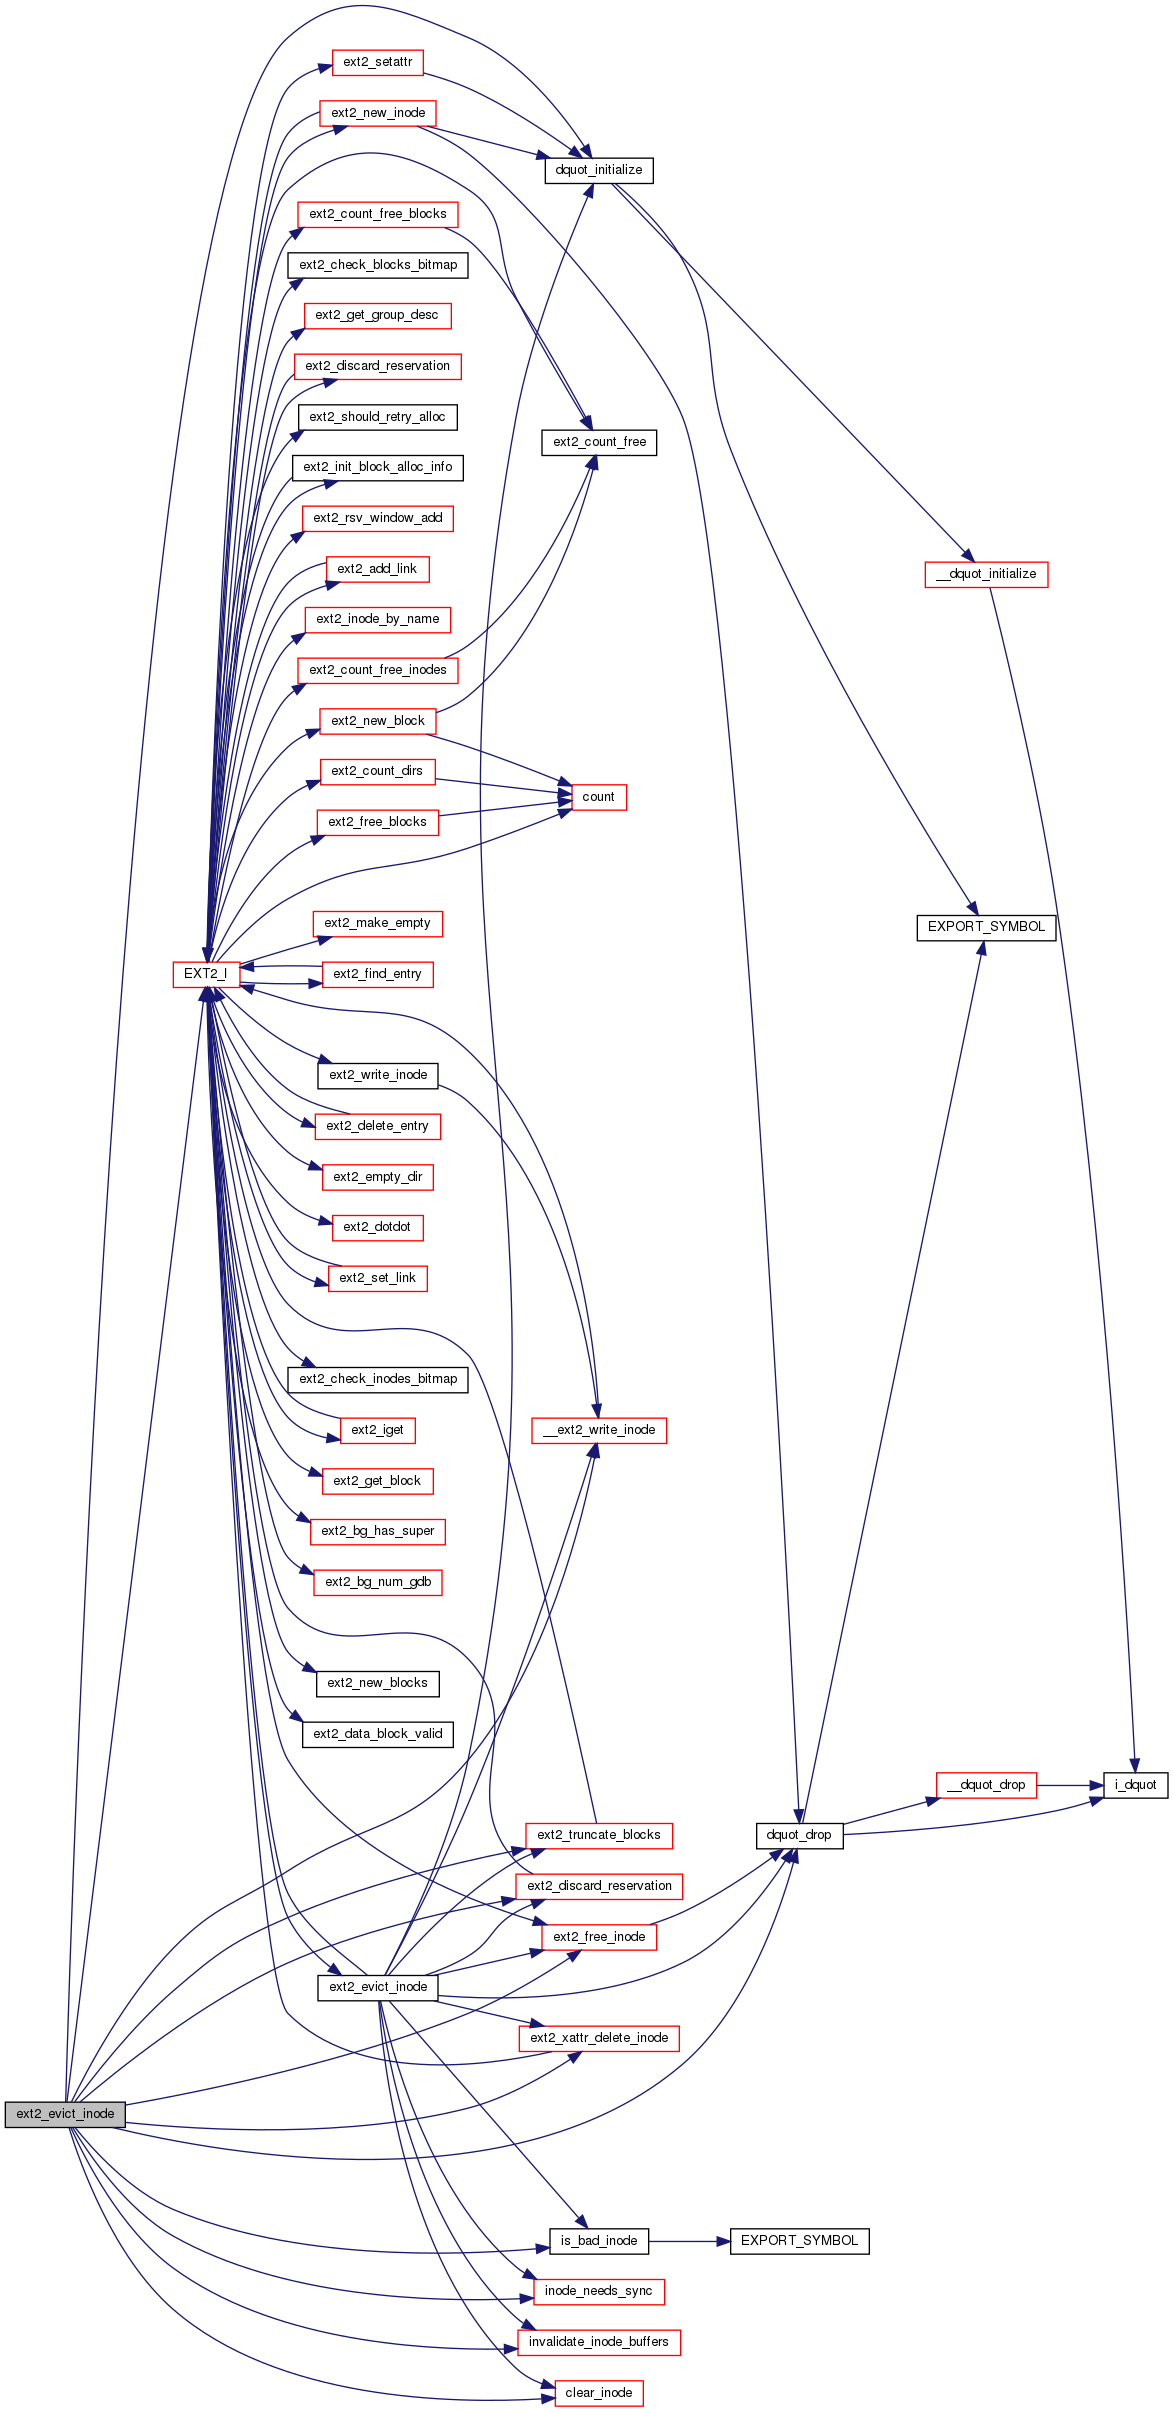 ext2_setattr
ext2_new_inode
dquot_initialize
ext2_count_free_blocks
ext2_check_blocks_bitmap
ext2_get_group_desc
ext2_discard_reservation
ext2_should_retry_alloc
ext2_count_free
ext2_init_block_alloc_info
ext2_rsv_window_add
ext2_add_link
__dquot_initialize
ext2_inode_by_name
ext2_count_free_inodes
ext2_new_block
ext2_count_dirs
count
ext2_free_blocks
ext2_make_empty
EXPORT_SYMBOL
EXT2_I
ext2_find_entry
ext2_write_inode
ext2_delete_entry
ext2_empty_dir
ext2_dotdot
ext2_set_link
ext2_check_inodes_bitmap
ext2_iget
__ext2_write_inode
ext2_get_block
ext2_bg_has_super
ext2_bg_num_gdb
ext2_new_blocks
ext2_data_block_valid
__dquot_drop
i_dquot
ext2_truncate_blocks
dquot_drop
ext2_discard_reservation
ext2_free_inode
ext2_evict_inode
ext2_xattr_delete_inode
ext2_evict_inode
is_bad_inode
EXPORT_SYMBOL
inode_needs_sync
invalidate_inode_buffers
clear_inode